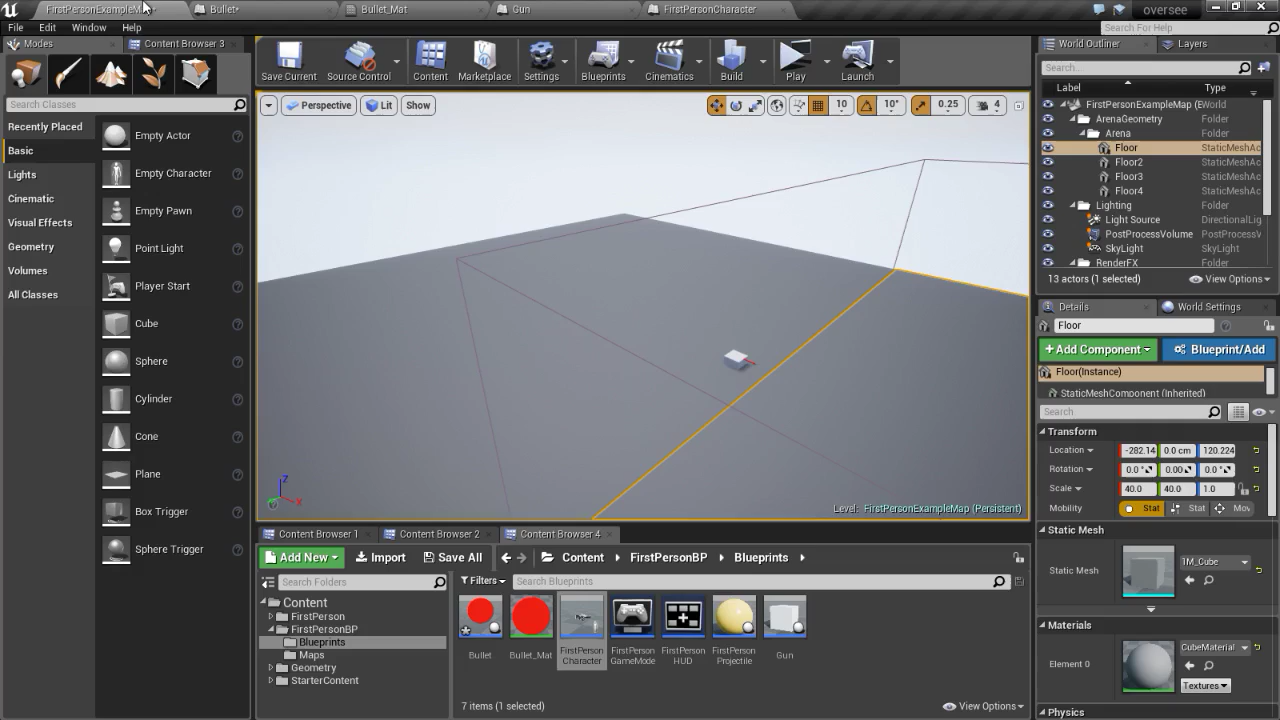 FirstPersonExampleMap
Bullet*
Bullet_Mat
Gun
FirstPersonCharacter
oversee
File
Edit
Window
Help
Search For Help
Modes
Content Browser 3
World Outliner
Layers
Save Current
Source Control
Content
Marketplace
Settings
Blueprints
Cinematics
Build
Play
Launch
Search Classes
Recently Placed
Basic
Lights
Cinematic
Visual Effects
Geometry
Volumes
All Classes
Empty Actor
Empty Character
Empty Pawn
Point Light
Player Start
Cube
Sphere
Cylinder
Cone
Plane
Box Trigger
Sphere Trigger
Perspective
Lit
Show
10
10°
0.25
4
Level: FirstPersonExampleMap (Persistent)
Search...
Label
Type
FirstPersonExampleMap (E
World
ArenaGeometry
Folder
Arena
Folder
Floor
StaticMeshAc
Floor2
StaticMeshAc
Floor3
StaticMeshAc
Floor4
StaticMeshAc
Lighting
Folder
Light Source
DirectionalLig
PostProcessVolume
PostProcessV
SkyLight
SkyLight
RenderFX
Folder
13 actors (1 selected)
View Options
Details
World Settings
Floor
+Add Component
Blueprint/Add
Floor(Instance)
StaticMeshComponent (Inherited)
Search
Transform
Location
-282.14
0.0 cm
120.224
Rotation
0.0 °
0.00
0.0 °
Scale
40.0
40.0
1.0
Mobility
Stat
Stat
Mov
Static Mesh
Static Mesh
1M_Cube
Materials
Element 0
CubeMaterial
Textures
Physics
Content Browser 1
Content Browser 2
Content Browser 4
Add New
Import
Save All
Content
FirstPersonBP
Blueprints
Search Folders
Filters
Search Blueprints
Content
FirstPerson
FirstPersonBP
Blueprints
Maps
Geometry
StarterContent
Bullet
Bullet_Mat
FirstPerson
Character
FirstPerson
GameMode
FirstPerson
HUD
FirstPerson
Projectile
Gun
7 items (1 selected)
View Options